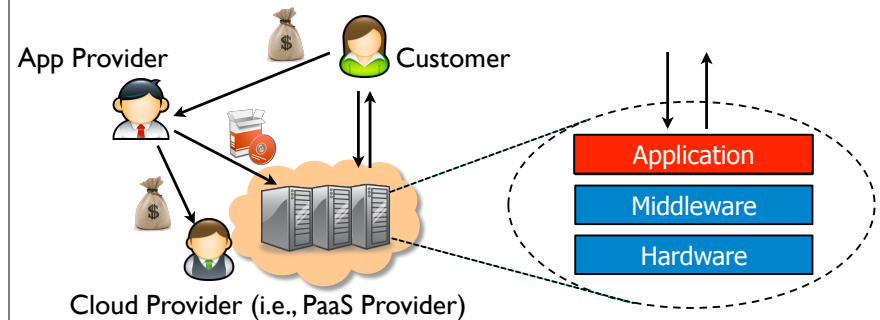 $
App Provider
Customer
$
Application
Middleware
Hardware
Cloud Provider (i.e., PaaS Provider)